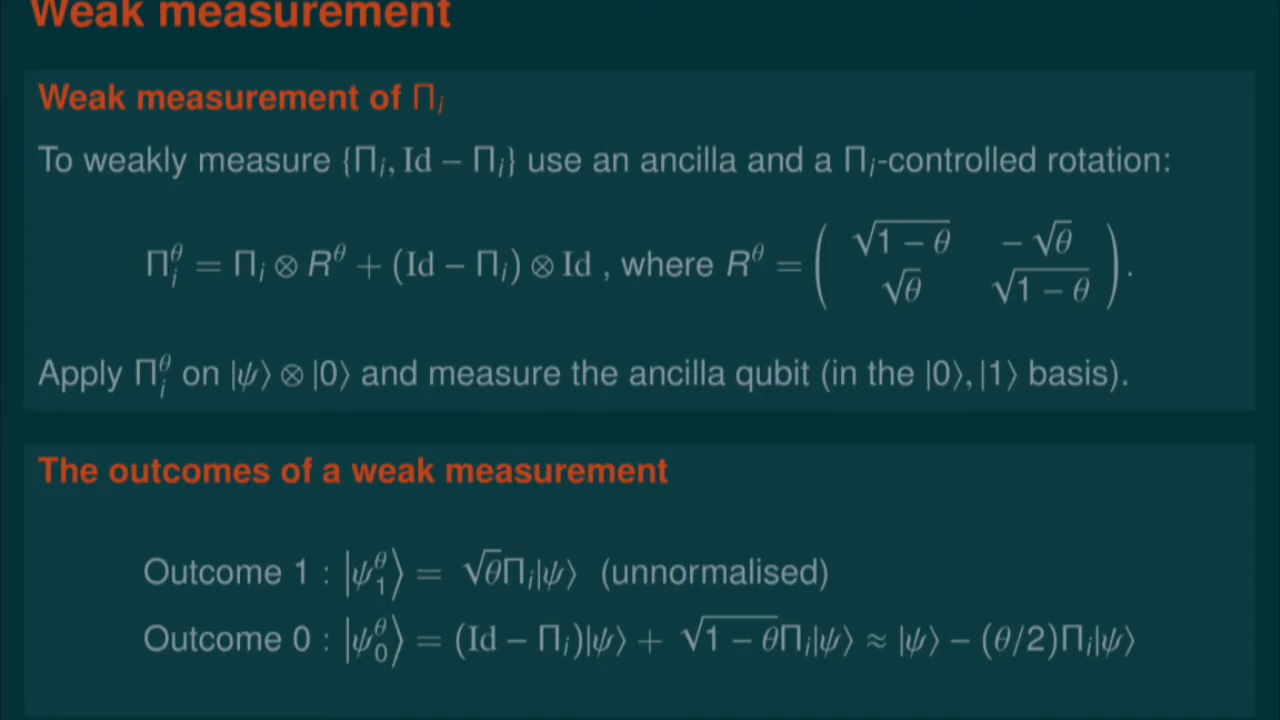 Weak measurement
Weak measurement of Πᵢ
To weakly measure {Πᵢ, Id − Πᵢ} use an ancilla and a Πᵢ-controlled rotation:
Πᵢ^θ = Πᵢ ⊗ R^θ + (Id − Πᵢ) ⊗ Id , where R^θ = ( √(1 − θ) −√θ
√θ √(1 − θ) ) .
Apply Πᵢ^θ on |ψ⟩ ⊗ |0⟩ and measure the ancilla qubit (in the |0⟩, |1⟩ basis).
The outcomes of a weak measurement
Outcome 1 : |ψ₁^θ⟩ = √θΠᵢ|ψ⟩ (unnormalised)
Outcome 0 : |ψ₀^θ⟩ = (Id − Πᵢ)|ψ⟩ + √(1 − θ)Πᵢ|ψ⟩ ≈ |ψ⟩ − (θ/2)Πᵢ|ψ⟩